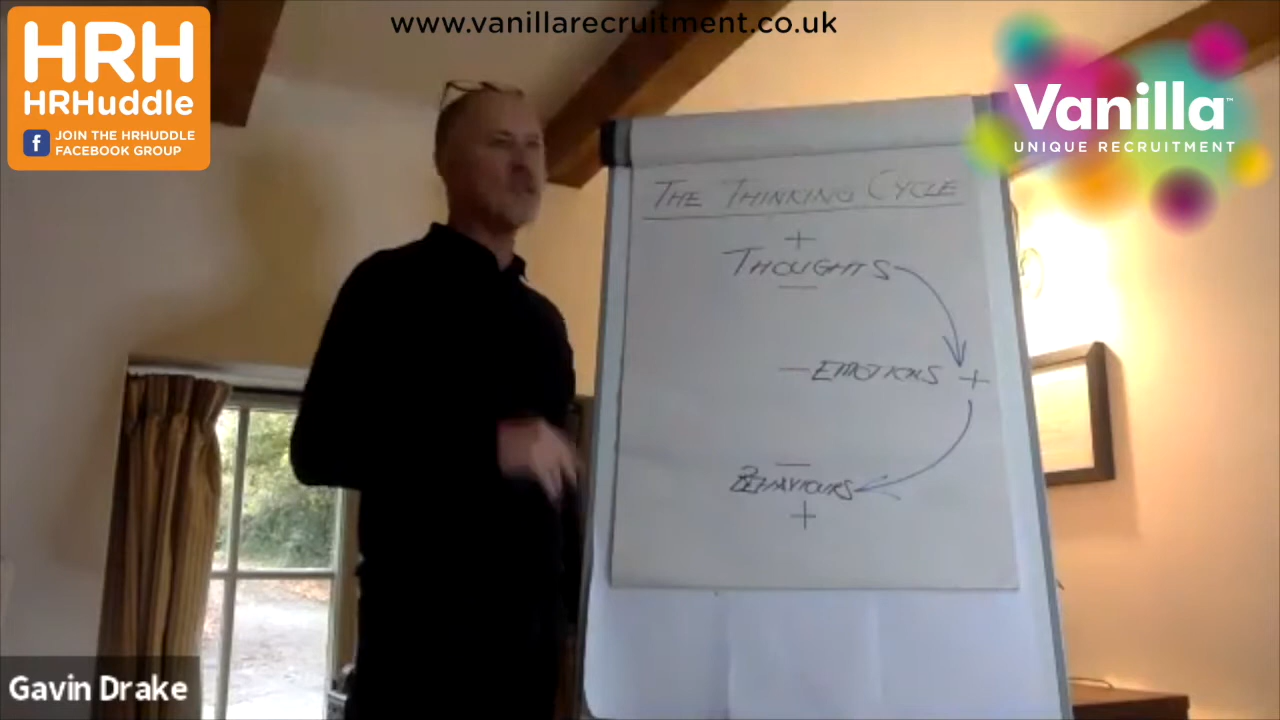 www.vanillarecruitment.co.uk
HRH
HRHuddle
f JOIN THE HRHUDDLE
FACEBOOK GROUP
Vanilla™
UNIQUE RECRUITMENT
THE THINKING CYCLE
+
THOUGHTS
—
— EMOTIONS +
—
BEHAVIOURS
+
Gavin Drake